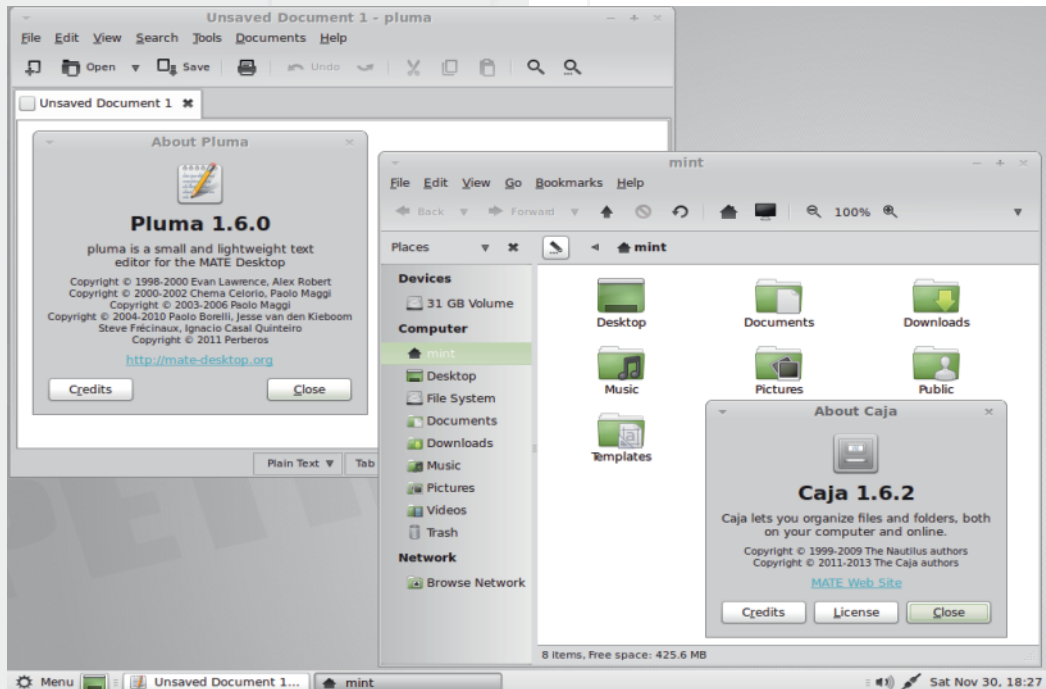 Unsaved Document 1 - pluma
File Edit View Search Tools Documents Help
Open Save Undo
Unsaved Document 1
About Pluma
Pluma 1.6.0
pluma is a small and lightweight text
editor for the MATE Desktop
Copyright © 1998-2000 Evan Lawrence, Alex Robert
Copyright © 2000-2002 Chema Celorio, Paolo Maggi
Copyright © 2003-2006 Paolo Maggi
Copyright © 2004-2010 Paolo Borelli, Jesse van den Kieboom
Steve Frécinaux, Ignacio Casal Quinteiro
Copyright © 2011 Perberos
http://mate-desktop.org
Credits Close
Plain Text Tab
mint
File Edit View Go Bookmarks Help
Back Forward 100%
Places mint
Devices
31 GB Volume
Computer
mint
Desktop
File System
Documents
Downloads
Music
Pictures
Videos
Trash
Network
Browse Network
Desktop Documents Downloads
Music Pictures Public
Templates
About Caja
Caja 1.6.2
Caja lets you organize files and folders, both
on your computer and online.
Copyright © 1999-2009 The Nautilus authors
Copyright © 2011-2013 The Caja authors
MATE Web Site
Credits License Close
8 items, Free space: 425.6 MB
Menu Unsaved Document 1... mint Sat Nov 30, 18:27